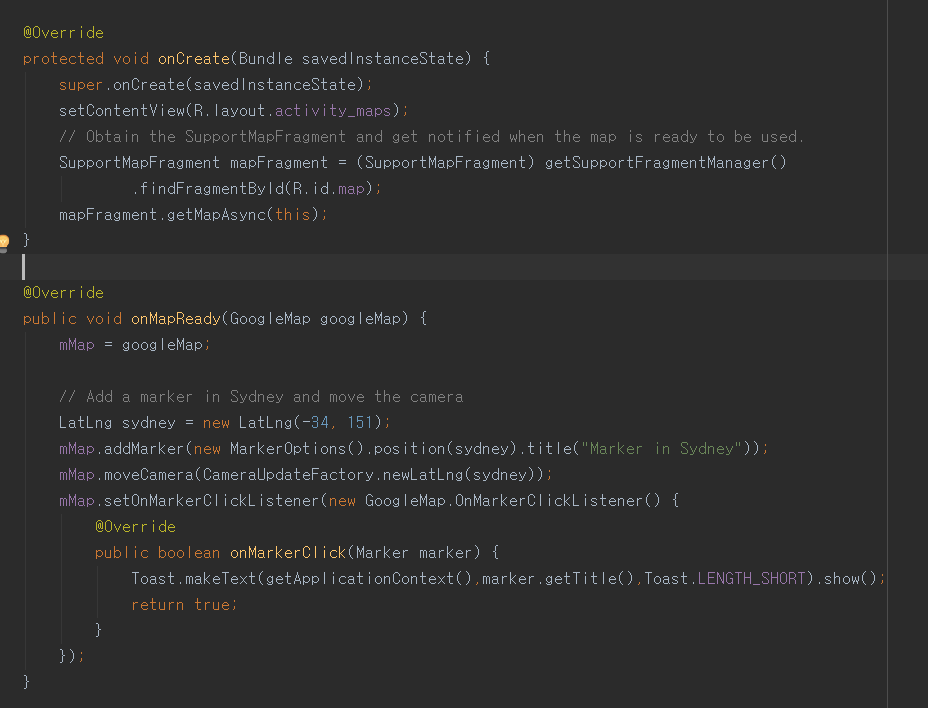 @Override
protected void onCreate(Bundle savedInstanceState) {
    super.onCreate(savedInstanceState);
    setContentView(R.layout.activity_maps);
    // Obtain the SupportMapFragment and get notified when the map is ready to be used.
    SupportMapFragment mapFragment = (SupportMapFragment) getSupportFragmentManager()
            .findFragmentById(R.id.map);
    mapFragment.getMapAsync(this);
}
@Override
public void onMapReady(GoogleMap googleMap) {
    mMap = googleMap;
    // Add a marker in Sydney and move the camera
    LatLng sydney = new LatLng(-34, 151);
    mMap.addMarker(new MarkerOptions().position(sydney).title("Marker in Sydney"));
    mMap.moveCamera(CameraUpdateFactory.newLatLng(sydney));
    mMap.setOnMarkerClickListener(new GoogleMap.OnMarkerClickListener() {
        @Override
        public boolean onMarkerClick(Marker marker) {
            Toast.makeText(getApplicationContext(),marker.getTitle(),Toast.LENGTH_SHORT).show();
            return true;
        }
    });
}